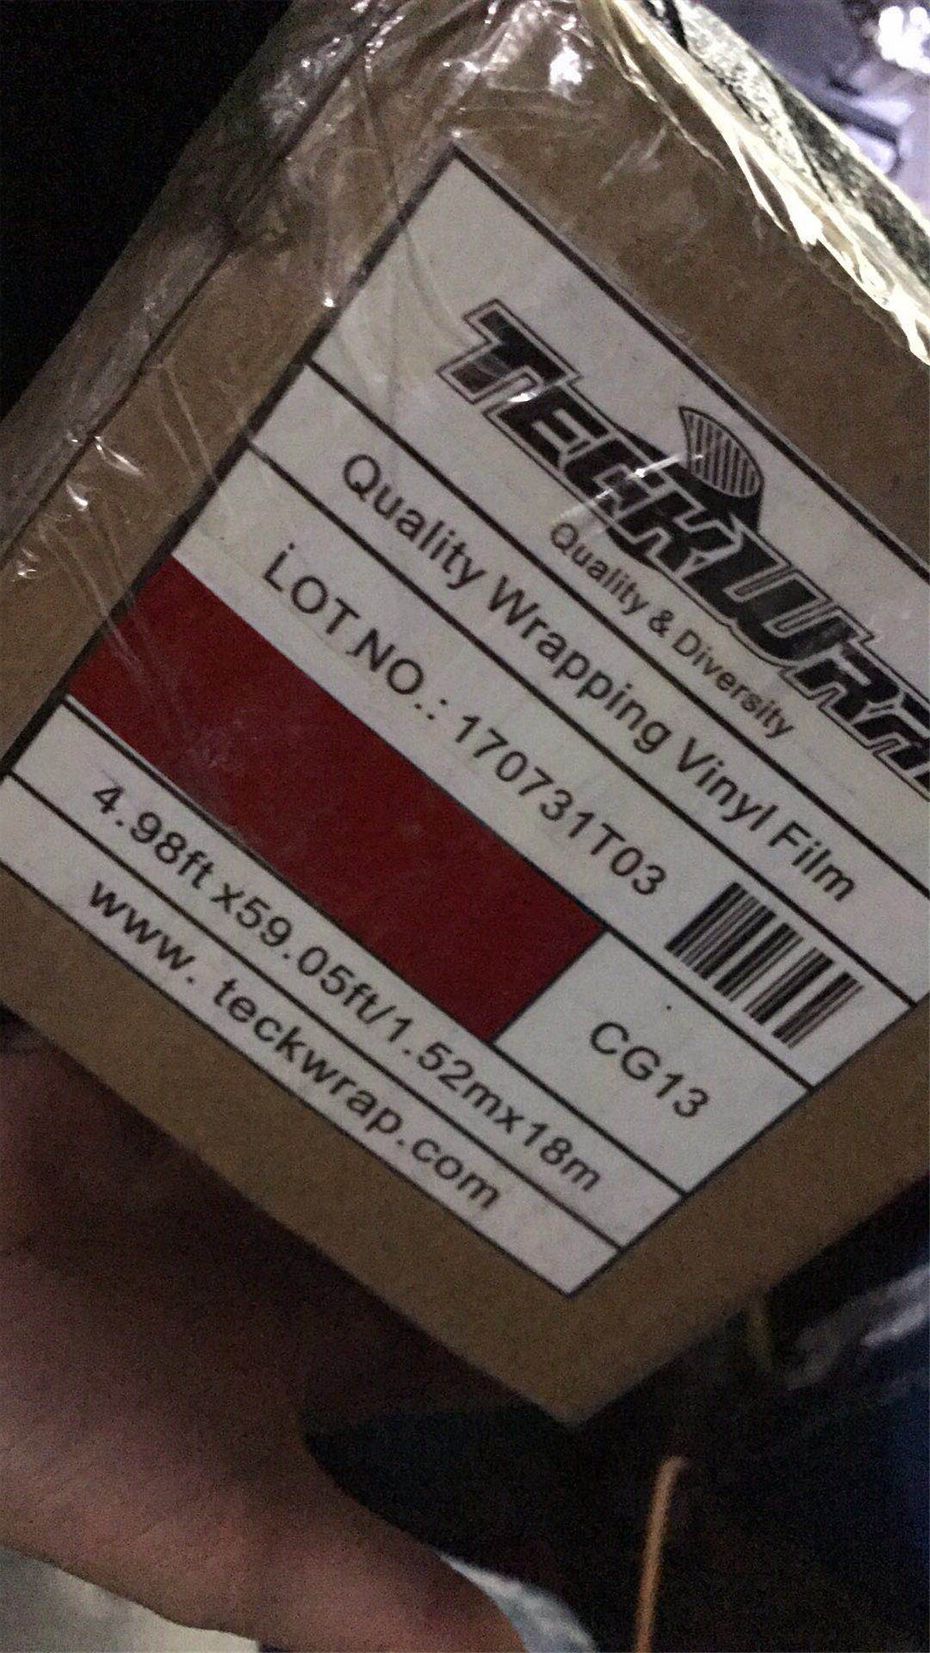 TECKWRA
Quality & Diversity
Quality Wrapping Vinyl Film
LOT NO.: 170731T03
CG13
4.98ft x59.05ft/1.52mx18m
www. teckwrap.com